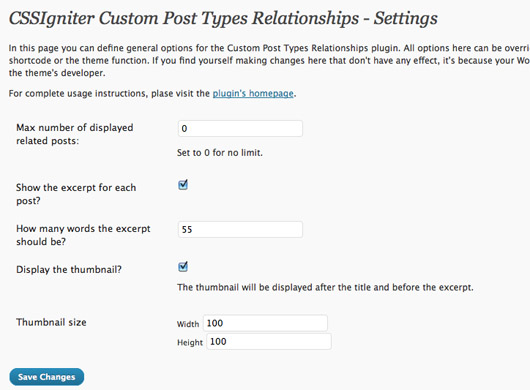 CSSIgniter Custom Post Types Relationships - Settings
In this page you can define general options for the Custom Post Types Relationships plugin. All options here can be overri
shortcode or the theme function. If you find yourself making changes here that don't have any effect, it's because your Wo
the theme's developer.
For complete usage instructions, plase visit the plugin's homepage.
Max number of displayed
related posts:
0
Set to 0 for no limit.
Show the excerpt for each
post?
How many words the excerpt
should be?
55
Display the thumbnail?
The thumbnail will be displayed after the title and before the excerpt.
Thumbnail size
Width 100
Height 100
Save Changes